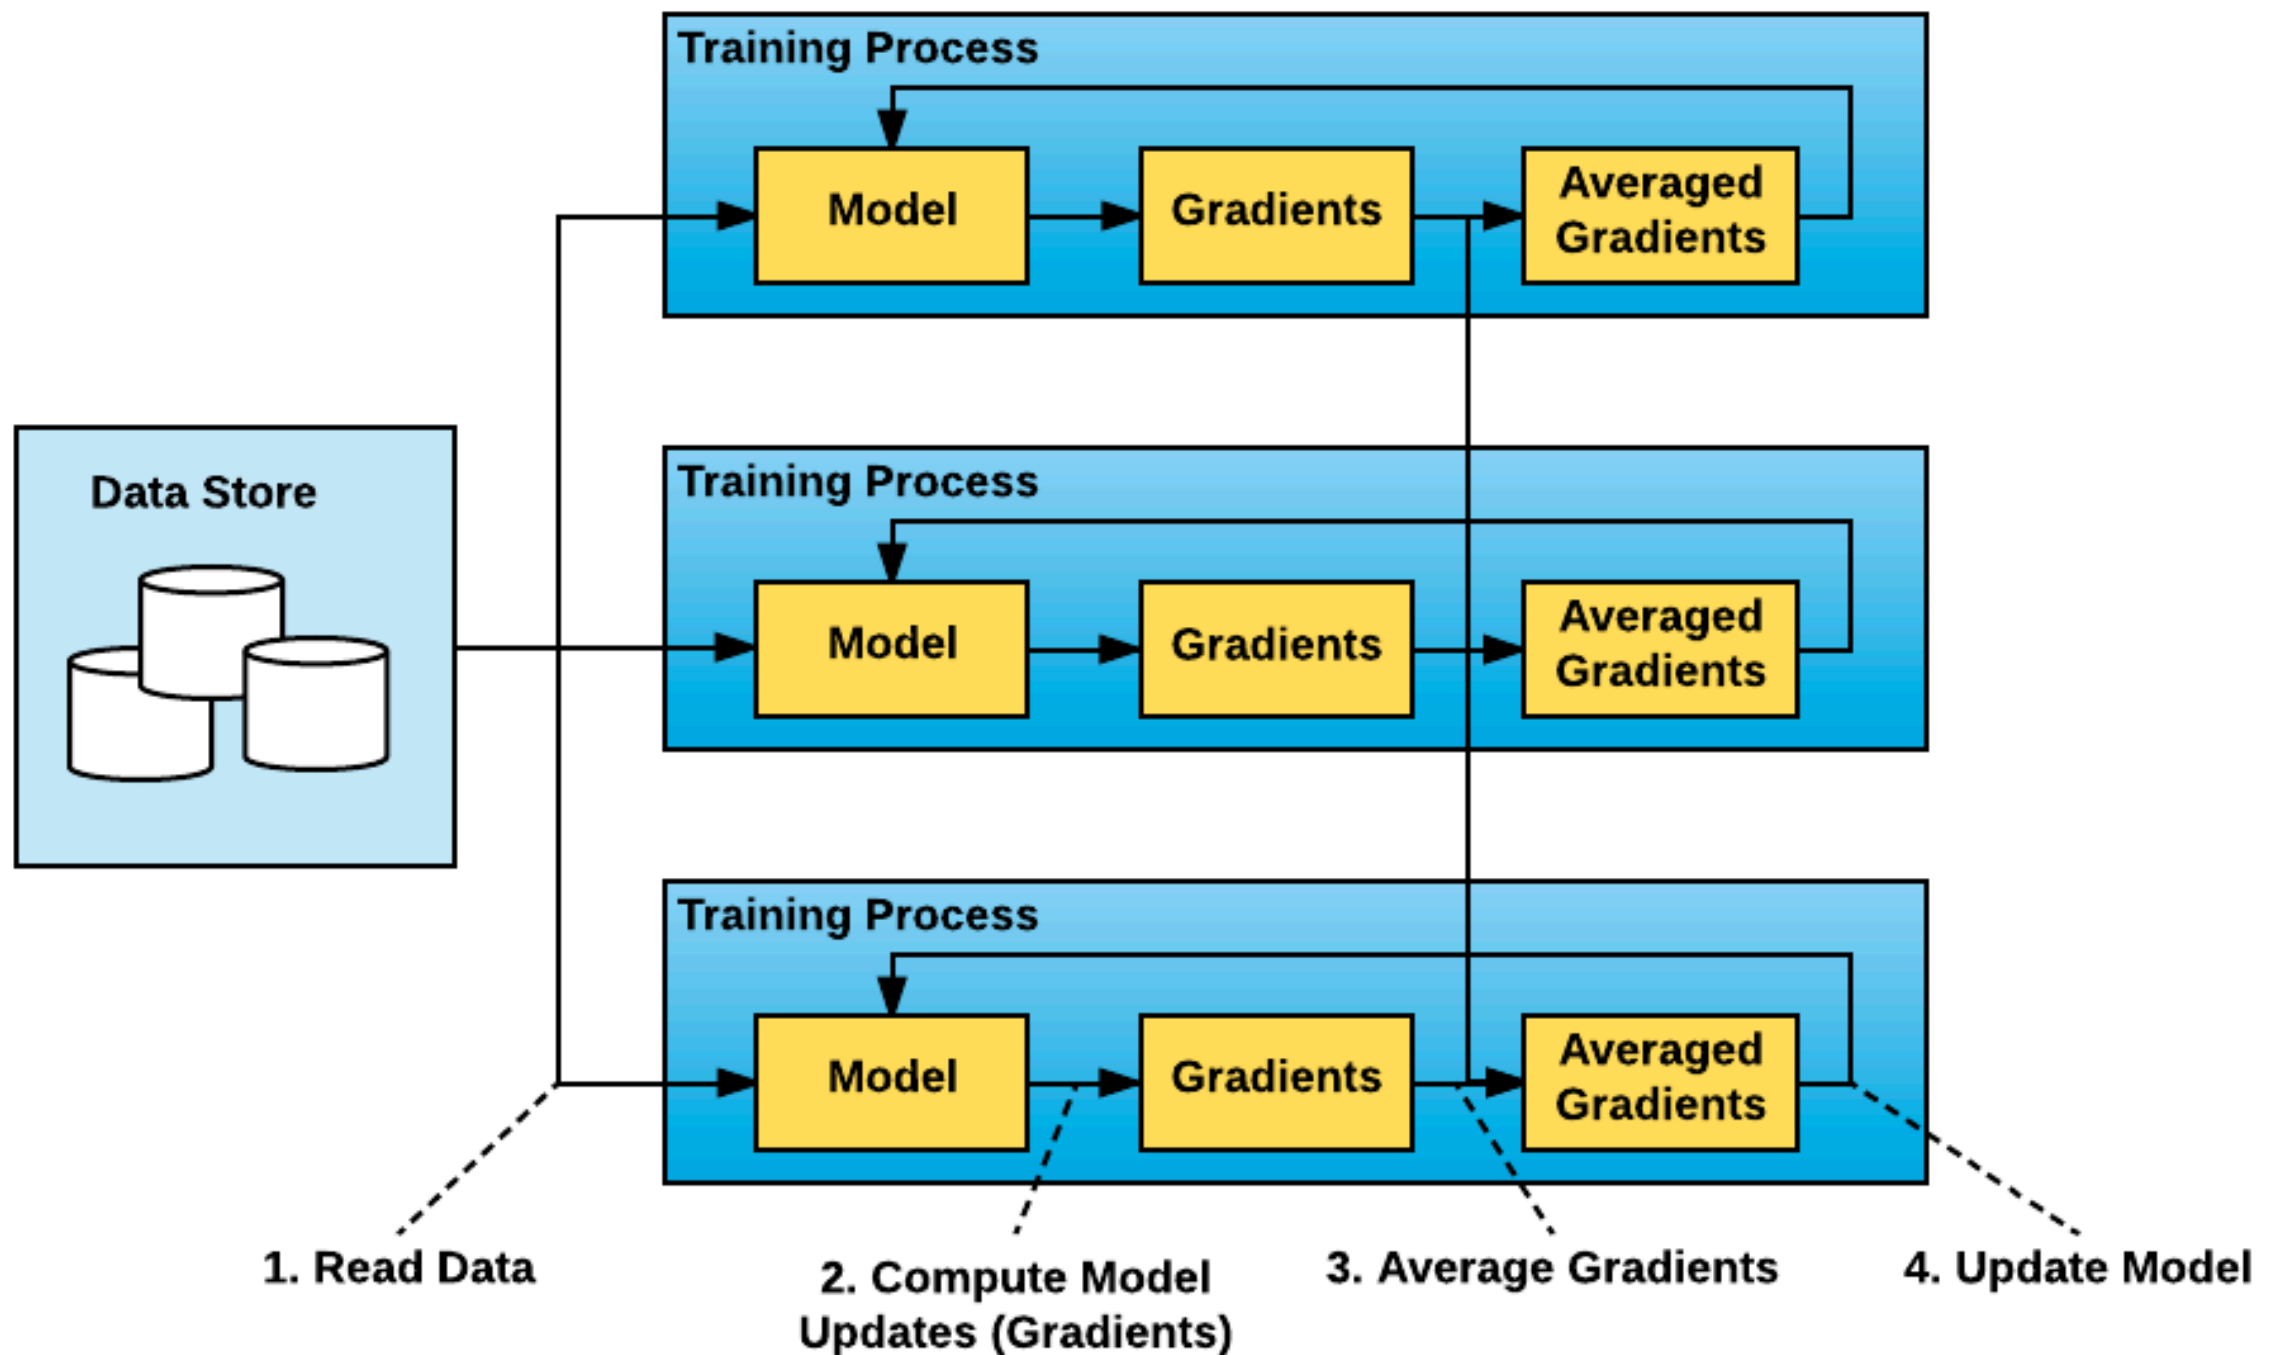 Training Process
Model
Gradients
Averaged
Gradients
Data Store
Training Process
Model
Gradients
Averaged
Gradients
Training Process
Model
Gradients
Averaged
Gradients
1. Read Data
2. Compute Model
Updates (Gradients)
3. Average Gradients
4. Update Model